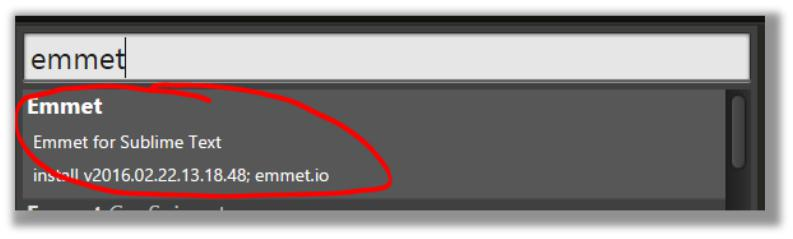 emmet
Emmet
Emmet for Sublime Text
install v2016.02.22.13.18.48; emmet.io